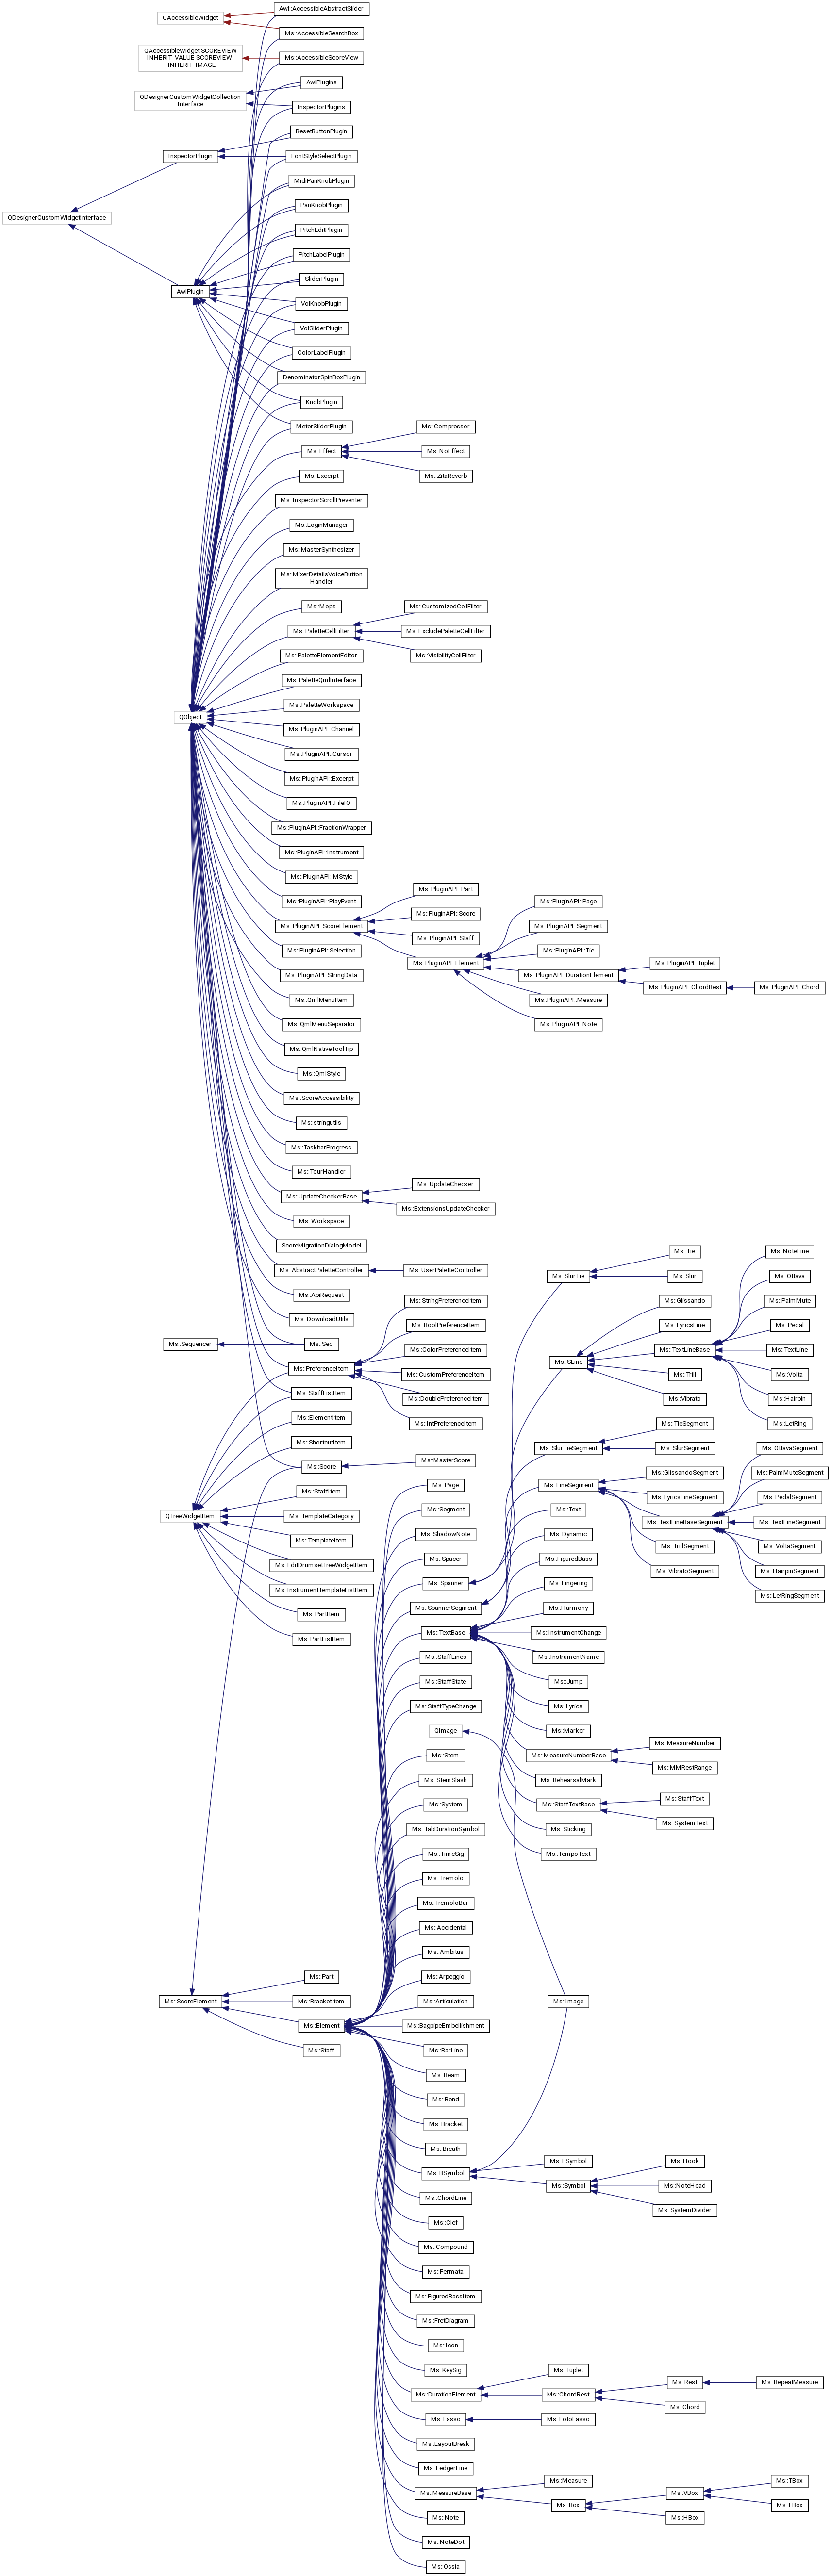 Awl::AccessibleAbstractSlider
QAccessibleWidget
Ms::AccessibleSearchBox
QAccessibleWidget SCOREVIEW
_INHERIT_VALUE SCOREVIEW
_INHERIT_IMAGE
Ms::AccessibleScoreView
AwlPlugins
QDesignerCustomWidgetCollection
Interface
InspectorPlugins
ResetButtonPlugin
InspectorPlugin
FontStyleSelectPlugin
MidiPanKnobPlugin
PanKnobPlugin
QDesignerCustomWidgetInterface
PitchEditPlugin
PitchLabelPlugin
SliderPlugin
AwlPlugin
VolKnobPlugin
VolSliderPlugin
ColorLabelPlugin
DenominatorSpinBoxPlugin
KnobPlugin
MeterSliderPlugin
Ms::Compressor
Ms::Effect
Ms::NoEffect
Ms::ZitaReverb
Ms::Excerpt
Ms::InspectorScrollPreventer
Ms::LoginManager
Ms::MasterSynthesizer
Ms::MixerDetailsVoiceButton
Handler
Ms::Mops
Ms::CustomizedCellFilter
Ms::PaletteCellFilter
Ms::ExcludePaletteCellFilter
Ms::PaletteElementEditor
Ms::VisibilityCellFilter
Ms::PaletteQmlInterface
Ms::PaletteWorkspace
QObject
Ms::PluginAPI::Channel
Ms::PluginAPI::Cursor
Ms::PluginAPI::Excerpt
Ms::PluginAPI::FileIO
Ms::PluginAPI::FractionWrapper
Ms::PluginAPI::Instrument
Ms::PluginAPI::MStyle
Ms::PluginAPI::Part
Ms::PluginAPI::PlayEvent
Ms::PluginAPI::Page
Ms::PluginAPI::Score
Ms::PluginAPI::ScoreElement
Ms::PluginAPI::Segment
Ms::PluginAPI::Staff
Ms::PluginAPI::Selection
Ms::PluginAPI::Tie
Ms::PluginAPI::Element
Ms::PluginAPI::Tuplet
Ms::PluginAPI::StringData
Ms::PluginAPI::DurationElement
Ms::PluginAPI::ChordRest
Ms::PluginAPI::Chord
Ms::QmlMenuItem
Ms::PluginAPI::Measure
Ms::QmlMenuSeparator
Ms::PluginAPI::Note
Ms::QmlNativeToolTip
Ms::QmlStyle
Ms::ScoreAccessibility
Ms::stringutils
Ms::TaskbarProgress
Ms::TourHandler
Ms::UpdateChecker
Ms::UpdateCheckerBase
Ms::ExtensionsUpdateChecker
Ms::Workspace
ScoreMigrationDialogModel
Ms::Tie
Ms::NoteLine
Ms::AbstractPaletteController
Ms::UserPaletteController
Ms::SlurTie
Ms::Slur
Ms::Ottava
Ms::ApiRequest
Ms::StringPreferenceItem
Ms::Glissando
Ms::PalmMute
Ms::DownloadUtils
Ms::BoolPreferenceItem
Ms::LyricsLine
Ms::Pedal
Ms::Sequencer
Ms::Seq
Ms::ColorPreferenceItem
Ms::TextLineBase
Ms::TextLine
Ms::SLine
Ms::PreferenceItem
Ms::CustomPreferenceItem
Ms::Trill
Ms::Volta
Ms::StaffListItem
Ms::DoublePreferenceItem
Ms::Vibrato
Ms::Hairpin
Ms::ElementItem
Ms::IntPreferenceItem
Ms::TieSegment
Ms::LetRing
Ms::ShortcutItem
Ms::SlurTieSegment
Ms::SlurSegment
Ms::OttavaSegment
Ms::Score
Ms::MasterScore
Ms::GlissandoSegment
Ms::PalmMuteSegment
Ms::StaffItem
Ms::Page
Ms::LineSegment
Ms::LyricsLineSegment
Ms::PedalSegment
QTreeWidgetItem
Ms::TemplateCategory
Ms::Segment
Ms::Text
Ms::TextLineBaseSegment
Ms::TextLineSegment
Ms::TemplateItem
Ms::ShadowNote
Ms::Dynamic
Ms::TrillSegment
Ms::VoltaSegment
Ms::EditDrumsetTreeWidgetItem
Ms::Spacer
Ms::FiguredBass
Ms::VibratoSegment
Ms::HairpinSegment
Ms::InstrumentTemplateListItem
Ms::Spanner
Ms::Fingering
Ms::LetRingSegment
Ms::PartItem
Ms::SpannerSegment
Ms::Harmony
Ms::PartListItem
Ms::TextBase
Ms::InstrumentChange
Ms::StaffLines
Ms::InstrumentName
Ms::StaffState
Ms::Jump
Ms::StaffTypeChange
Ms::Lyrics
QImage
Ms::Marker
Ms::MeasureNumber
Ms::Stem
Ms::MeasureNumberBase
Ms::MMRestRange
Ms::StemSlash
Ms::RehearsalMark
Ms::StaffText
Ms::System
Ms::StaffTextBase
Ms::SystemText
Ms::TabDurationSymbol
Ms::Sticking
Ms::TimeSig
Ms::TempoText
Ms::Tremolo
Ms::TremoloBar
Ms::Accidental
Ms::Ambitus
Ms::Part
Ms::Arpeggio
Ms::ScoreElement
Ms::BracketItem
Ms::Articulation
Ms::Image
Ms::Element
Ms::BagpipeEmbellishment
Ms::Staff
Ms::BarLine
Ms::Beam
Ms::Bend
Ms::Bracket
Ms::Breath
Ms::FSymbol
Ms::Hook
Ms::BSymbol
Ms::Symbol
Ms::NoteHead
Ms::ChordLine
Ms::SystemDivider
Ms::Clef
Ms::Compound
Ms::Fermata
Ms::FiguredBassItem
Ms::FretDiagram
Ms::Icon
Ms::KeySig
Ms::Tuplet
Ms::Rest
Ms::RepeatMeasure
Ms::DurationElement
Ms::ChordRest
Ms::Chord
Ms::Lasso
Ms::FotoLasso
Ms::LayoutBreak
Ms::LedgerLine
Ms::Measure
Ms::TBox
Ms::MeasureBase
Ms::VBox
Ms::Box
Ms::FBox
Ms::Note
Ms::HBox
Ms::NoteDot
Ms::Ossia